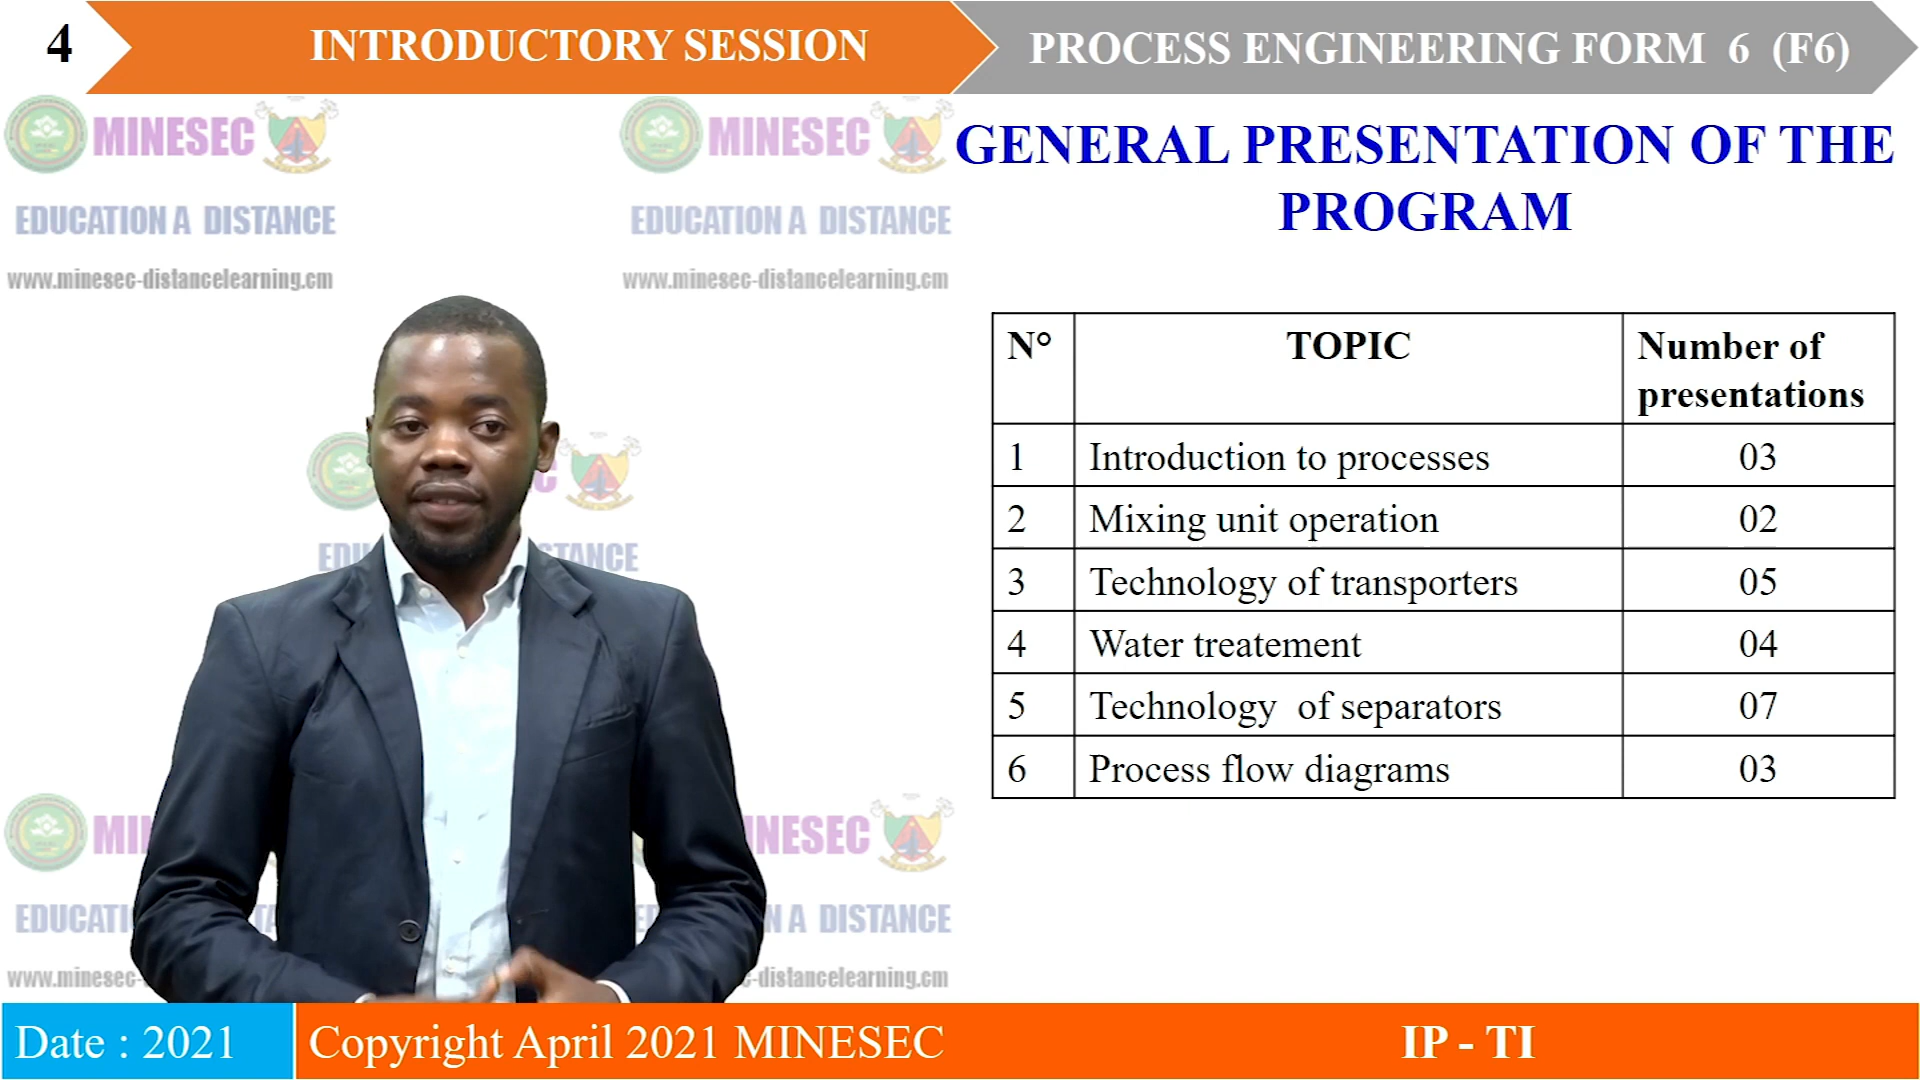 4
INTRODUCTORY SESSION
PROCESS ENGINEERING FORM 6 (F6)
MINESEC
EDUCATION A DISTANCE
www.minesec-distancelearning.cm
MINESEC
EDUCATION A DISTANCE
www.minesec-distancelearning.cm
GENERAL PRESENTATION OF THE
PROGRAM
N° TOPIC Number of
presentations
1 Introduction to processes 03
2 Mixing unit operation 02
3 Technology of transporters 05
4 Water treatement 04
5 Technology of separators 07
6 Process flow diagrams 03
Date : 2021
Copyright April 2021 MINESEC
IP - TI